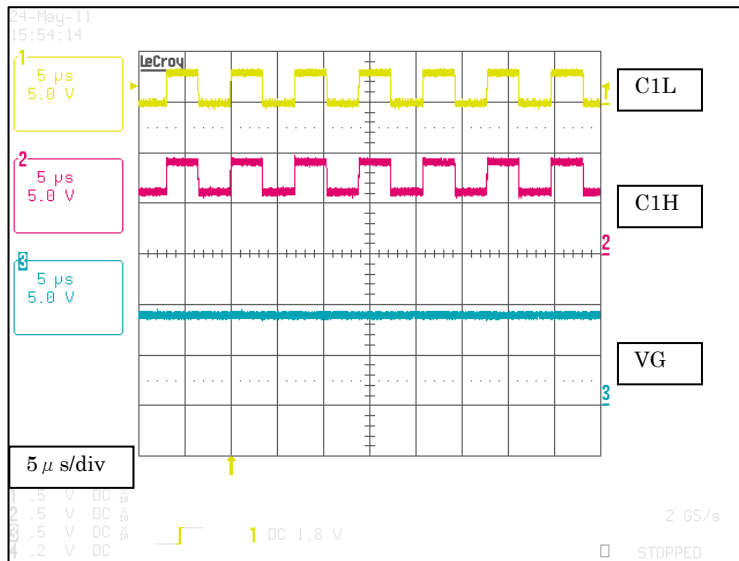 24-May-11
15:54:14
1
5 µs
5.0 V
2
5 µs
5.0 V
3
5 µs
5.0 V
LeCroy
1
C1L
C1H
2
VG
3
5μs/div
1 .5 V DC
2 .5 V DC
3 .5 V DC
4 .2 V DC
1 DC 1.8 V
2 GS/s
STOPPED